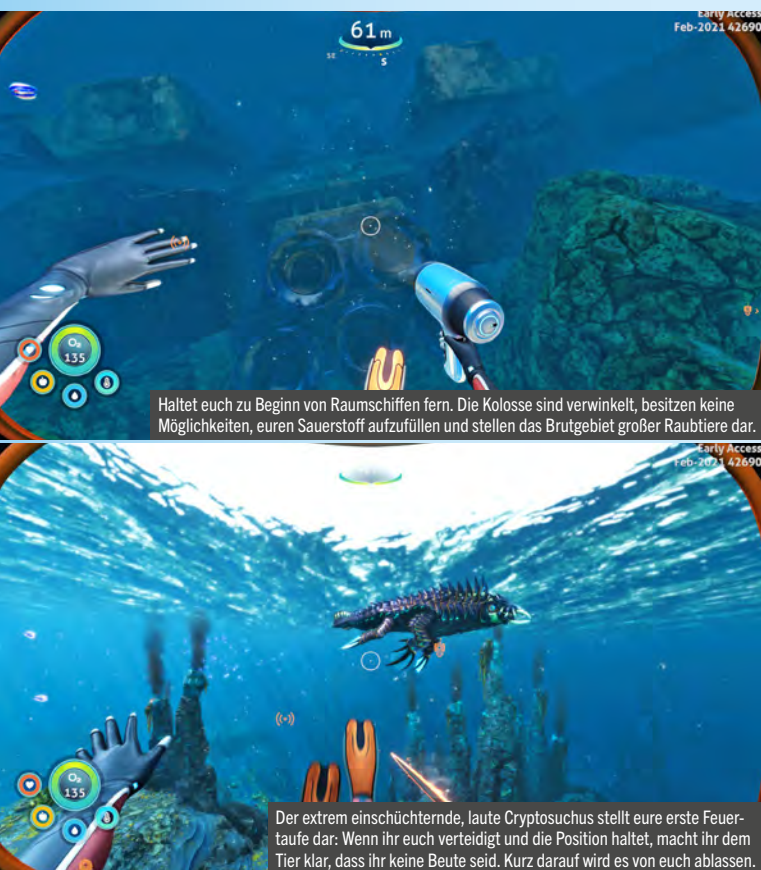 Early Access
Feb-2021 42690
61 m
SE
S
O₂
135
Haltet euch zu Beginn von Raumschiffen fern. Die Kolosse sind verwinkelt, besitzen keine
Möglichkeiten, euren Sauerstoff aufzufüllen und stellen das Brutgebiet großer Raubtiere dar.
Early Access
Feb-2021 42690
O₂
135
Der extrem einschüchternde, laute Cryptosuchus stellt eure erste Feuer-
taufe dar: Wenn ihr euch verteidigt und die Position haltet, macht ihr dem
Tier klar, dass ihr keine Beute seid. Kurz darauf wird es von euch ablassen.